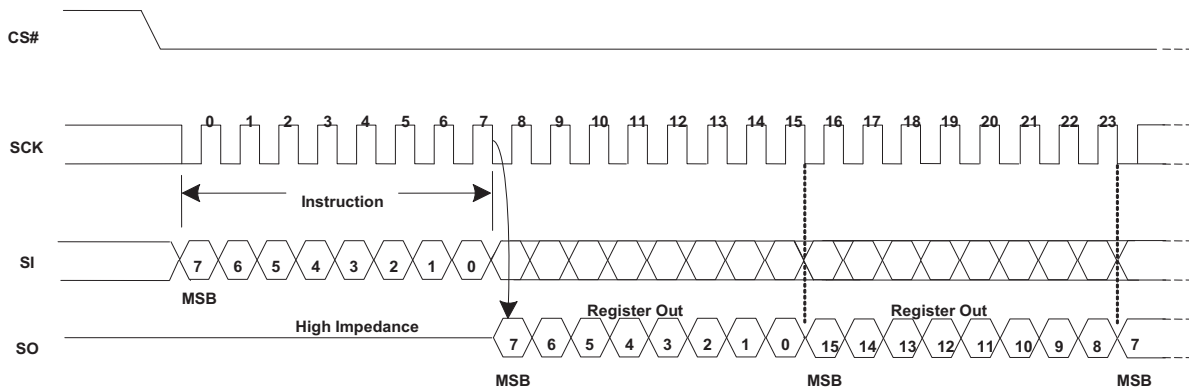 CS#
0 1 2 3 4 5 6 7 8 9 10 11 12 13 14 15 16 17 18 19 20 21 22 23
SCK
Instruction
SI
7 6 5 4 3 2 1 0
MSB
High Impedance
Register Out
Register Out
SO
7 6 5 4 3 2 1 0 15 14 13 12 11 10 9 8 7
MSB MSB MSB